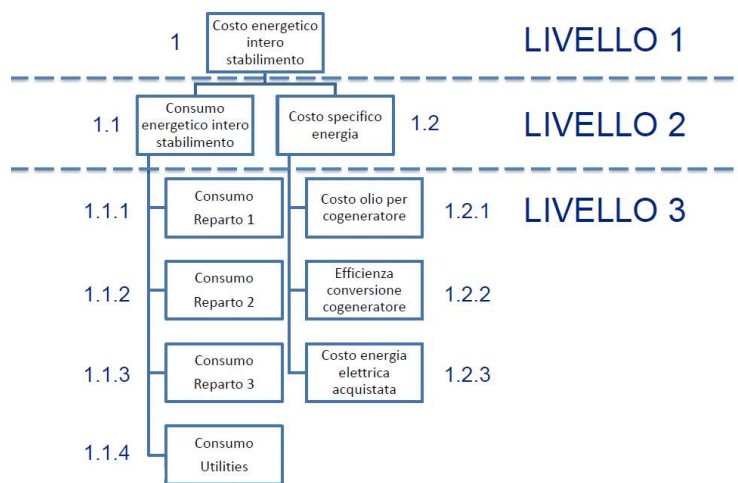 1
Costo energetico
intero
stabilimento
LIVELLO 1
1.1
Consumo
energetico intero
stabilimento
Costo specifico
energia
1.2
LIVELLO 2
1.1.1
Consumo
Reparto 1
Costo olio per
cogeneratore
1.2.1
LIVELLO 3
1.1.2
Consumo
Reparto 2
Efficienza
conversione
cogeneratore
1.2.2
1.1.3
Consumo
Reparto 3
Costo energia
elettrica
acquistata
1.2.3
1.1.4
Consumo
Utilities